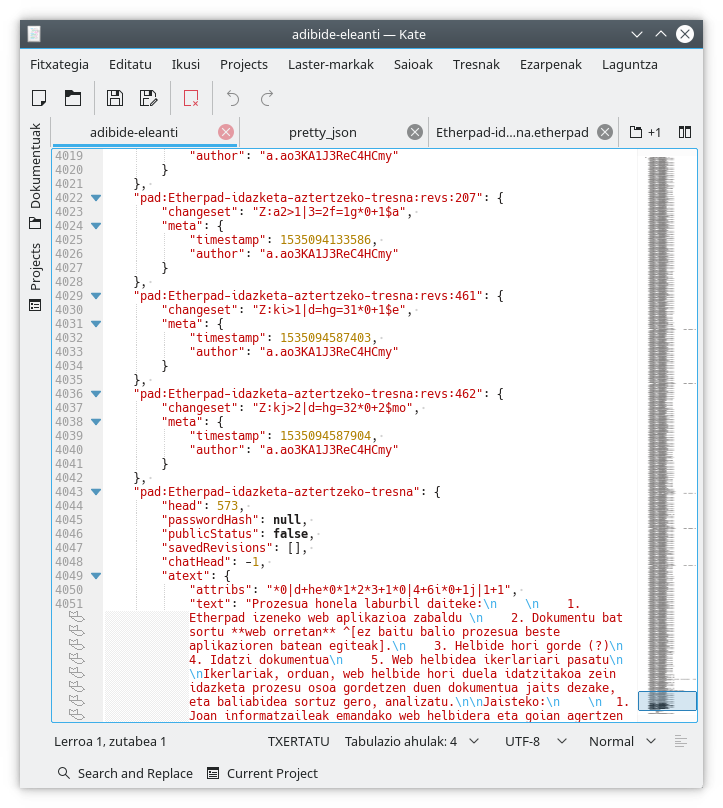 adibide-eleanti — Kate
Fitxategia Editatu Ikusi Projects Laster-markak Saioak Tresnak Ezarpenak Laguntza
adibide-eleanti pretty_json Etherpad-id...na.etherpad +1
Dokumentuak
Projects
4019 "author": "a.ao3KA1J3ReC4HCmy"
4020 }
4021 },
4022 "pad:Etherpad-idazketa-aztertzeko-tresna:revs:207": {
4023 "changeset": "Z:a2>1|3=2f=1g*0+1$a",
4024 "meta": {
4025 "timestamp": 1535094133586,
4026 "author": "a.ao3KA1J3ReC4HCmy"
4027 }
4028 },
4029 "pad:Etherpad-idazketa-aztertzeko-tresna:revs:461": {
4030 "changeset": "Z:ki>1|d=hg=31*0+1$e",
4031 "meta": {
4032 "timestamp": 1535094587403,
4033 "author": "a.ao3KA1J3ReC4HCmy"
4034 }
4035 },
4036 "pad:Etherpad-idazketa-aztertzeko-tresna:revs:462": {
4037 "changeset": "Z:kj>2|d=hg=32*0+2$mo",
4038 "meta": {
4039 "timestamp": 1535094587904,
4040 "author": "a.ao3KA1J3ReC4HCmy"
4041 }
4042 },
4043 "pad:Etherpad-idazketa-aztertzeko-tresna": {
4044 "head": 573,
4045 "passwordHash": null,
4046 "publicStatus": false,
4047 "savedRevisions": [],
4048 "chatHead": -1,
4049 "atext": {
4050 "attribs": "*0|d+he*0*1*2*3+1*0|4+6i*0+1j|1+1",
4051 "text": "Prozesua honela laburbil daiteke:\n \n 1.
Etherpad izeneko web aplikazioa zabaldu \n 2. Dokumentu bat
sortu **web orretan** ^[ez baitu balio prozesua beste
aplikazioren batean egiteak].\n 3. Helbide hori gorde (?)\n
4. Idatzi dokumentua\n 5. Web helbidea ikerlariari pasatu\n
\nIkerlariak, orduan, web helbide hori duela idatzitakoa zein
idazketa prozesu osoa gordetzen duen dokumentua jaits dezake,
eta baliabidea sortuz gero, analizatu.\n\nJaisteko:\n \n 1.
Joan informatzaileak emandako web helbidera eta goian agertzen
Lerroa 1, zutabea 1 TXERTATU Tabulazio ahulak: 4 UTF-8 Normal
Search and Replace Current Project